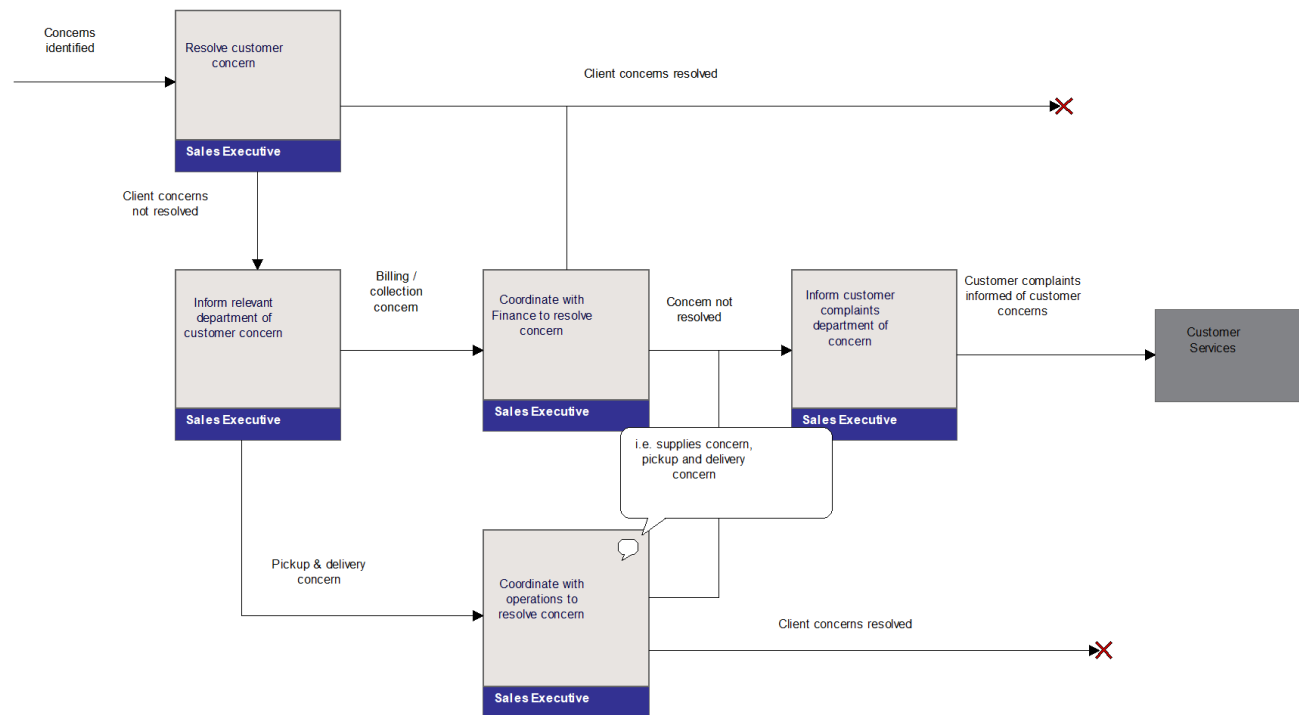 Concerns
identified
Resolve customer
concern
Sales Executive
Client concerns resolved
Client concerns
not resolved
Inform relevant
department of
customer concern
Sales Executive
Billing /
collection
concern
Coordinate with
Finance to resolve
concern
Sales Executive
Concern not
resolved
Inform customer
complaints
department of
concern
Sales Executive
Customer complaints
informed of customer
concerns
Customer
Services
i.e. supplies concern,
pickup and delivery
concern
Pickup & delivery
concern
Coordinate with
operations to
resolve concern
Sales Executive
Client concerns resolved